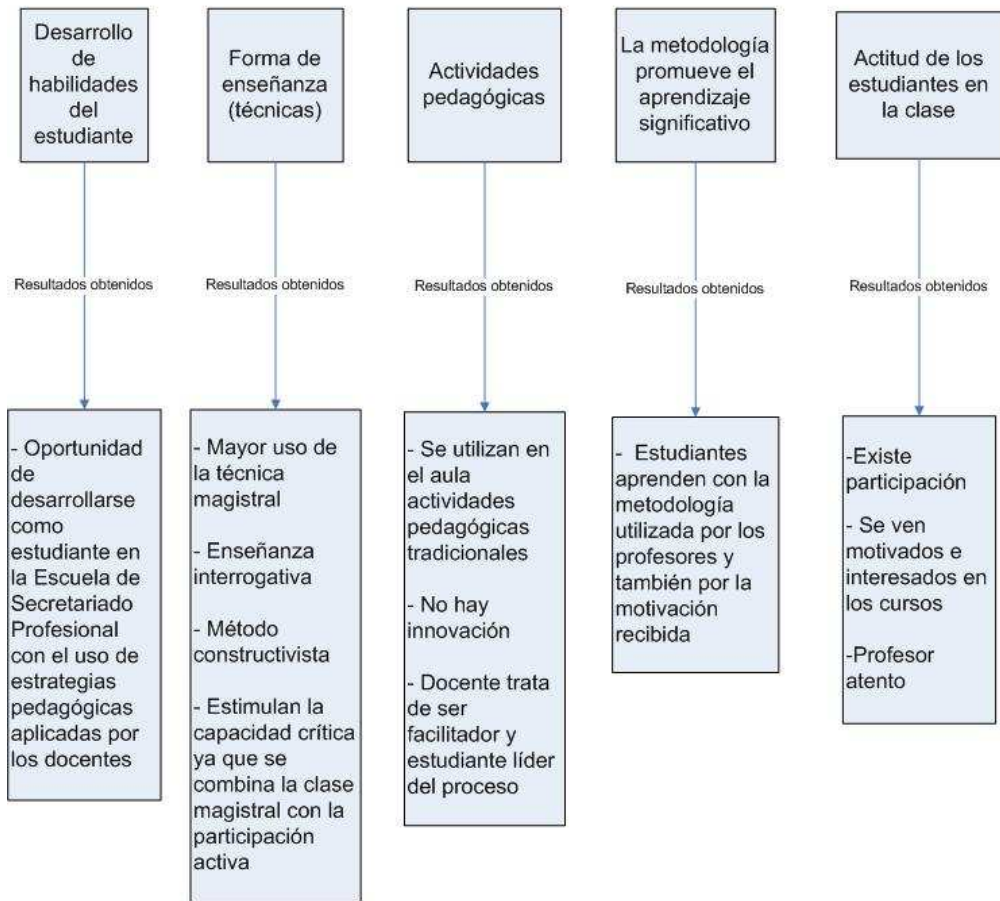 Desarrollo
de
habilidades
del
estudiante
Forma de
enseñanza
(técnicas)
Actividades
pedagógicas
La metodología
promueve el
aprendizaje
significativo
Actitud de los
estudiantes en
la clase
Resultados obtenidos
Resultados obtenidos
Resultados obtenidos
Resultados obtenidos
Resultados obtenidos
- Oportunidad
de
desarrollarse
como
estudiante en
la Escuela de
Secretariado
Profesional
con el uso de
estrategias
pedagógicas
aplicadas por
los docentes
- Mayor uso de
la técnica
magistral
- Enseñanza
interrogativa
- Método
constructivista
- Estimulan la
capacidad crítica
ya que se
combina la clase
magistral con la
participación
activa
- Se utilizan en
el aula
actividades
pedagógicas
tradicionales
- No hay
innovación
- Docente trata
de ser
facilitador y
estudiante líder
del proceso
- Estudiantes
aprenden con la
metodología
utilizada por los
profesores y
también por la
motivación
recibida
-Existe
participación
- Se ven
motivados e
interesados en
los cursos
-Profesor
atento